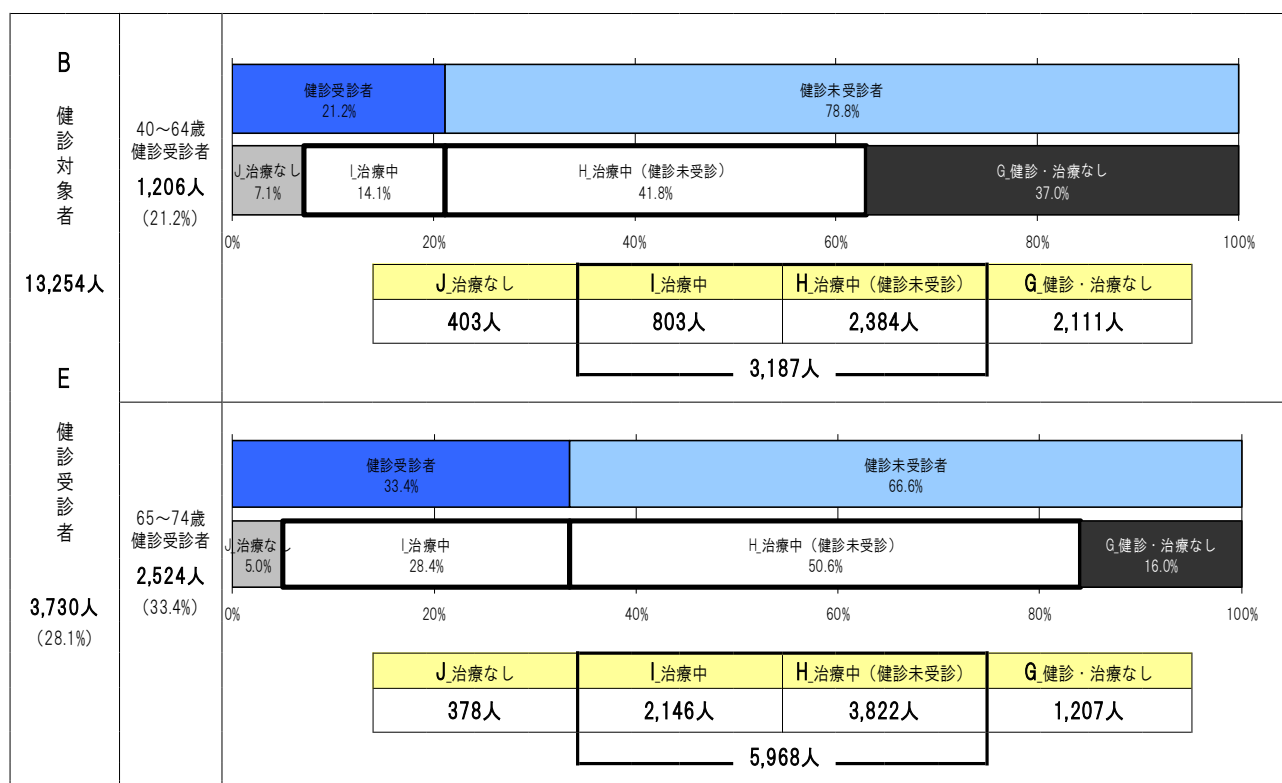 B
健診対象者
13,254人
E
健診受診者
3,730人
(28.1%)
40～64歳
健診受診者
1,206人
(21.2%)
健診受診者
21.2%
健診未受診者
78.8%
J_治療なし
7.1%
I_治療中
14.1%
H_治療中（健診未受診）
41.8%
G_健診・治療なし
37.0%
0% 20% 40% 60% 80% 100%
J_治療なし I_治療中 H_治療中（健診未受診） G_健診・治療なし
403人 803人 2,384人 2,111人
3,187人
65～74歳
健診受診者
2,524人
(33.4%)
健診受診者
33.4%
健診未受診者
66.6%
J_治療なし
5.0%
I_治療中
28.4%
H_治療中（健診未受診）
50.6%
G_健診・治療なし
16.0%
0% 20% 40% 60% 80% 100%
J_治療なし I_治療中 H_治療中（健診未受診） G_健診・治療なし
378人 2,146人 3,822人 1,207人
5,968人